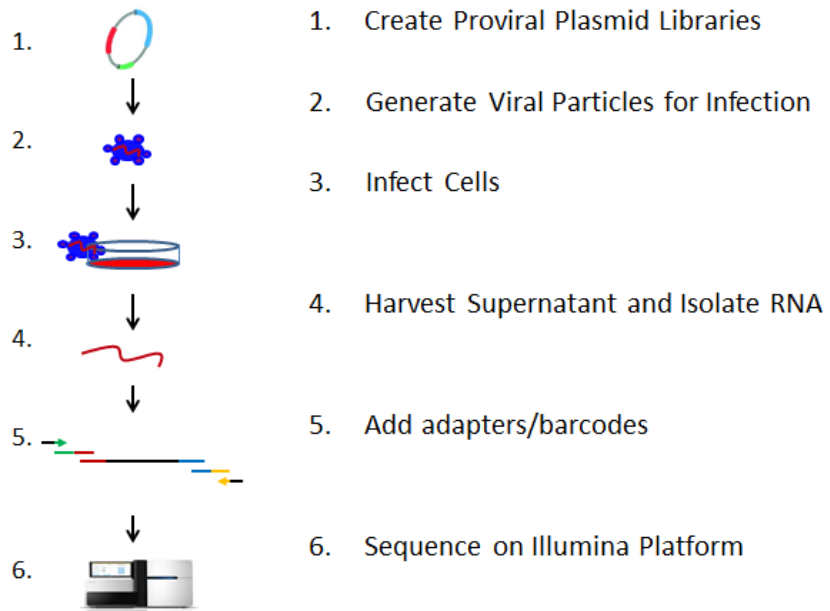 1. 1. Create Proviral Plasmid Libraries
2. 2. Generate Viral Particles for Infection
3. 3. Infect Cells
4. 4. Harvest Supernatant and Isolate RNA
5. 5. Add adapters/barcodes
6. 6. Sequence on Illumina Platform